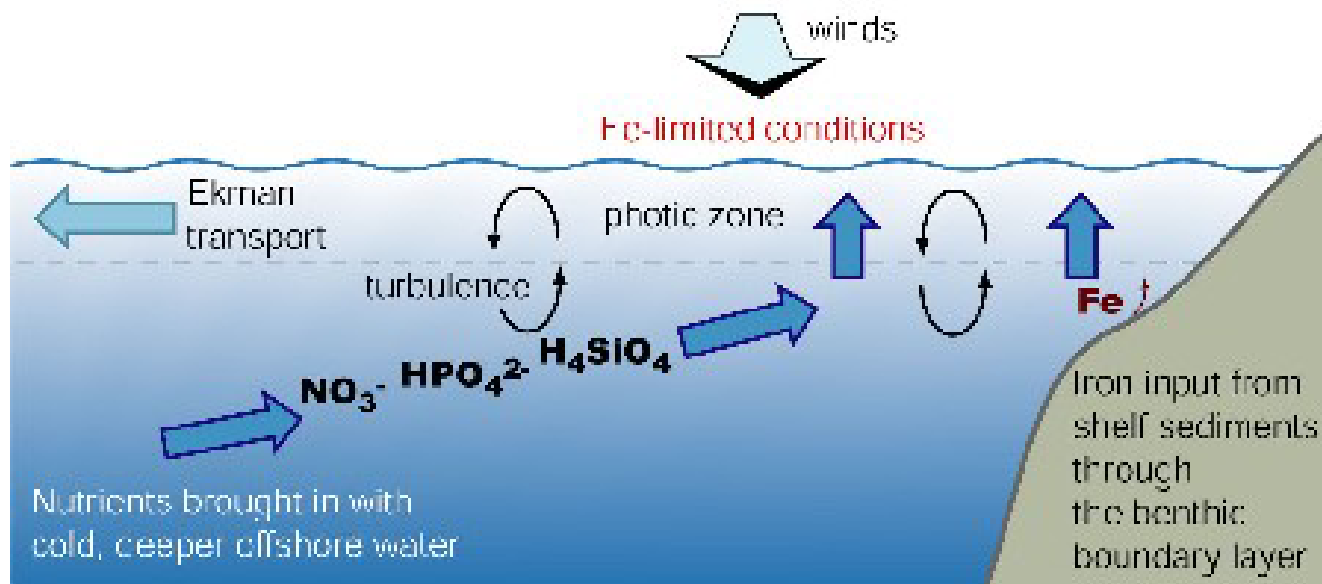 winds
Fe-limited conditions
Ekman
transport
photic zone
turbulence
Fe
NO₃⁻ HPO₄²⁻ H₄SiO₄
Iron input from
shelf sediments
through
the benthic
boundary layer
Nutrients brought in with
cold, deeper offshore water